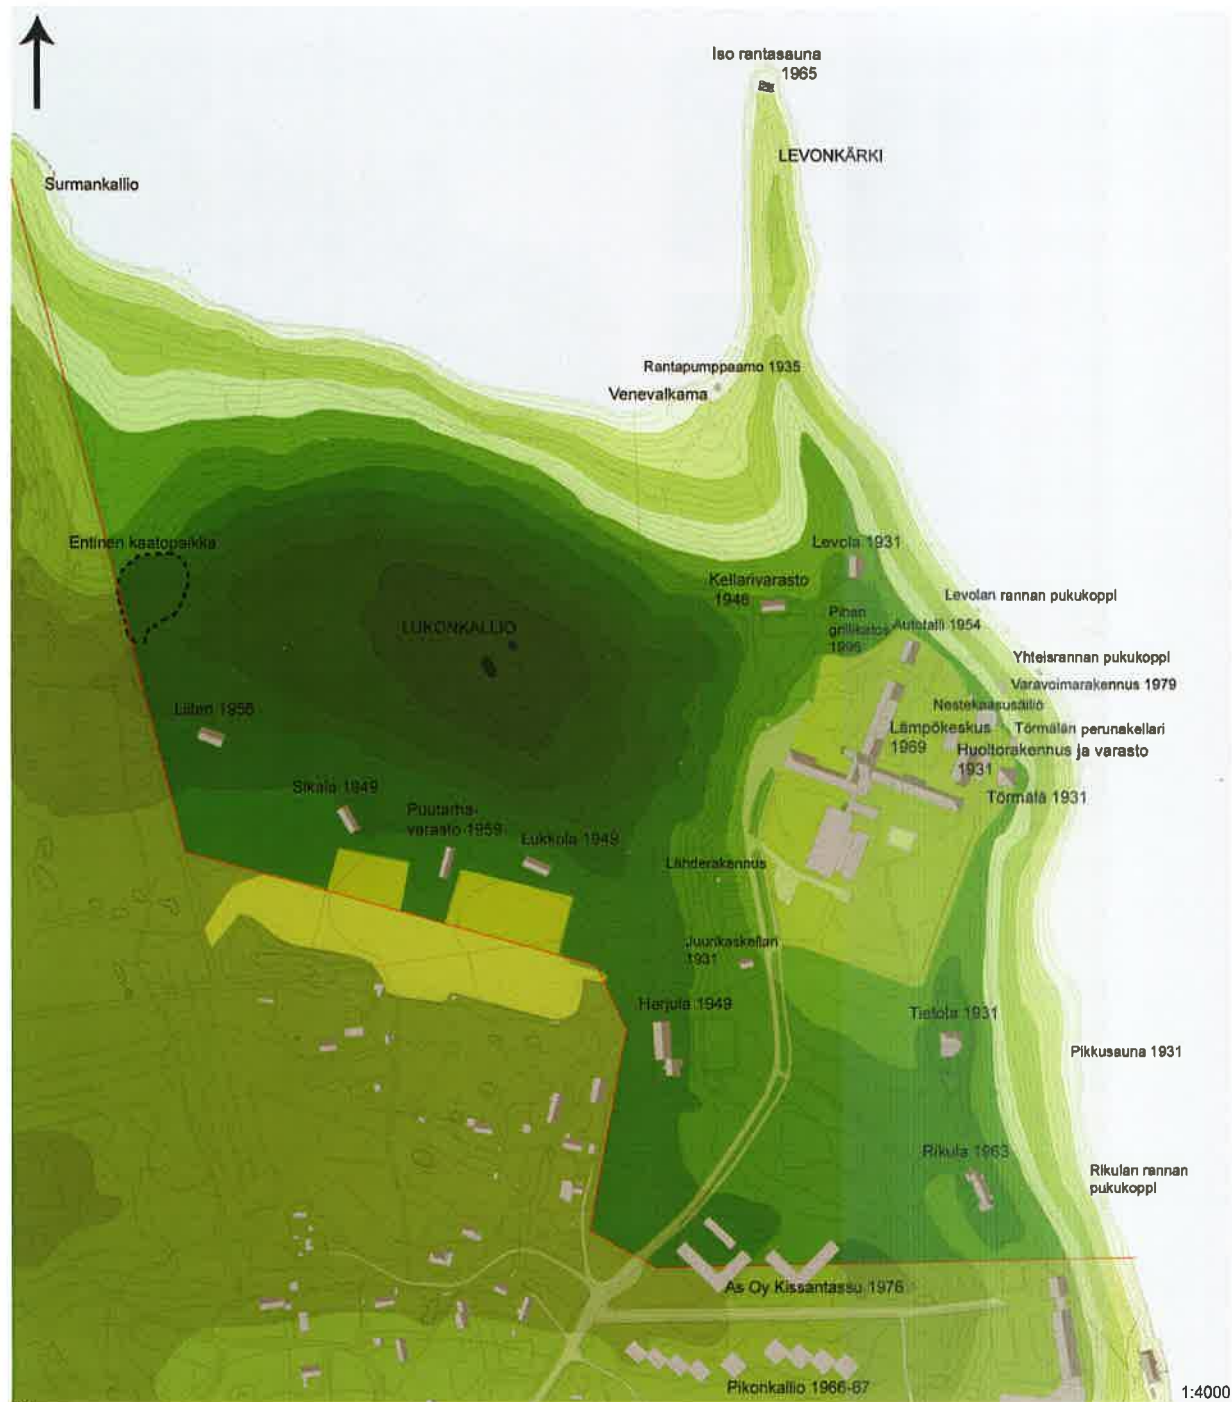 Iso rantasauna
1965
LEVONKÄRKI
Surmankallio
Rantapumppaamo 1935
Venevalkama
Entinen kaatopaikka
Levola 1931
Kellarivarasto
1946
Levolan rannan pukukoppi
Pihan
grillikatos
1996
Autotalli 1954
LUKONKALLIO
Yhteisrannan pukukoppi
Varavoimarakennus 1979
Nestekaasusäiliö
Liiteri 1956
Lämpökeskus
1969
Törmälän perunakellari
Huoltorakennus ja varasto
1931
Sikala 1949
Törmälä 1931
Puutarha-
varasto 1959
Lukkola 1949
Lähderakennus
Juurikaskellari
1931
Harjula 1949
Tietola 1931
Pikkusauna 1931
Rikula 1963
Rikulan rannan
pukukoppi
As Oy Kissantassu 1976
Pikonkallio 1966-67
1:4000